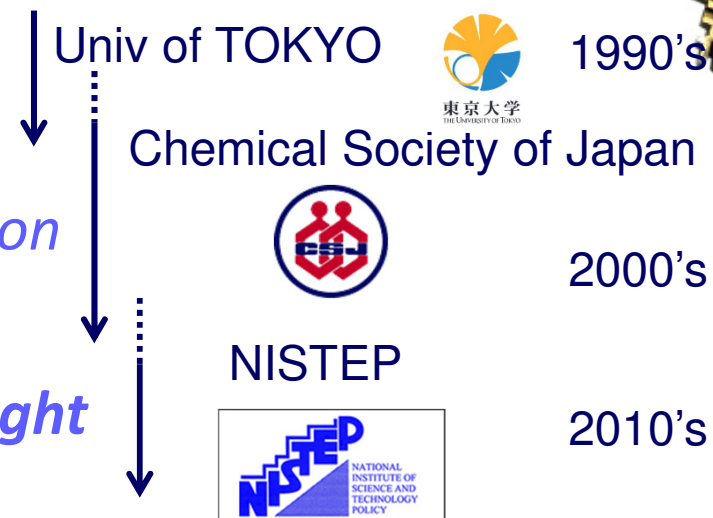 Univ of TOKYO
1990's
東京大学
THE UNIVERSITY OF TOKYO
Chemical Society of Japan
on
CSJ
2000's
NISTEP
ght
2010's
NISTEP
NATIONAL
INSTITUTE OF
SCIENCE AND
TECHNOLOGY
POLICY